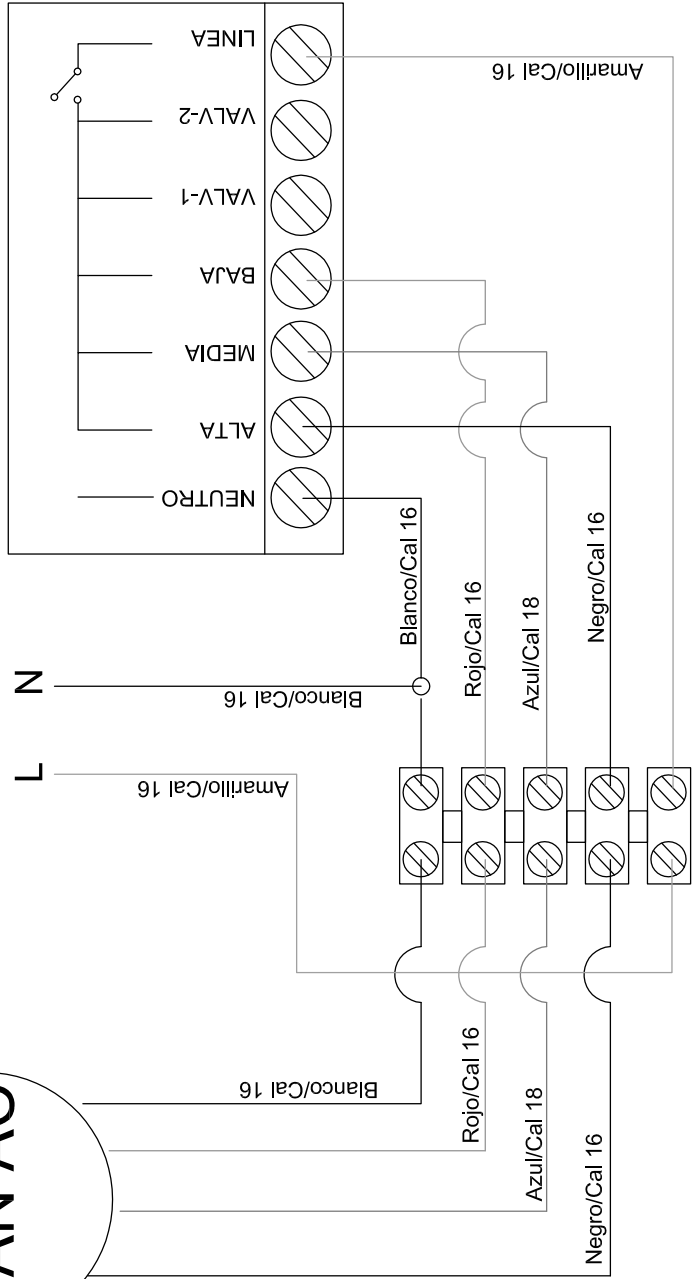 LINEA
VALV-2
VALV-1
BAJA
MEDIA
ALTA
NEUTRO
Amarillo/Cal 16
N
L
Blanco/Cal 16
Amarillo/Cal 16
Blanco/Cal 16
Rojo/Cal 16
Azul/Cal 18
Negro/Cal 16
Blanco/Cal 16
Rojo/Cal 16
Azul/Cal 18
Negro/Cal 16